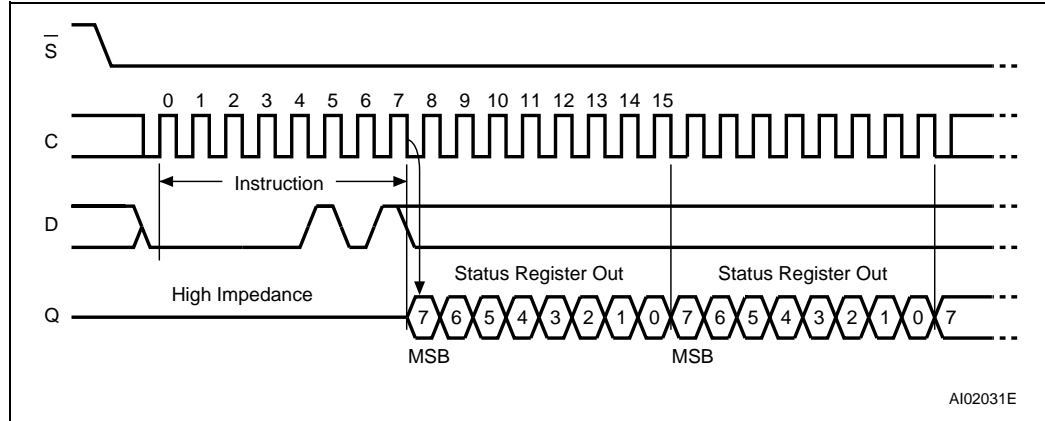 S
0 1 2 3 4 5 6 7 8 9 10 11 12 13 14 15
C
Instruction
D
Status Register Out Status Register Out
High Impedance
Q 7 6 5 4 3 2 1 0 7 6 5 4 3 2 1 0 7
MSB MSB
AI02031E